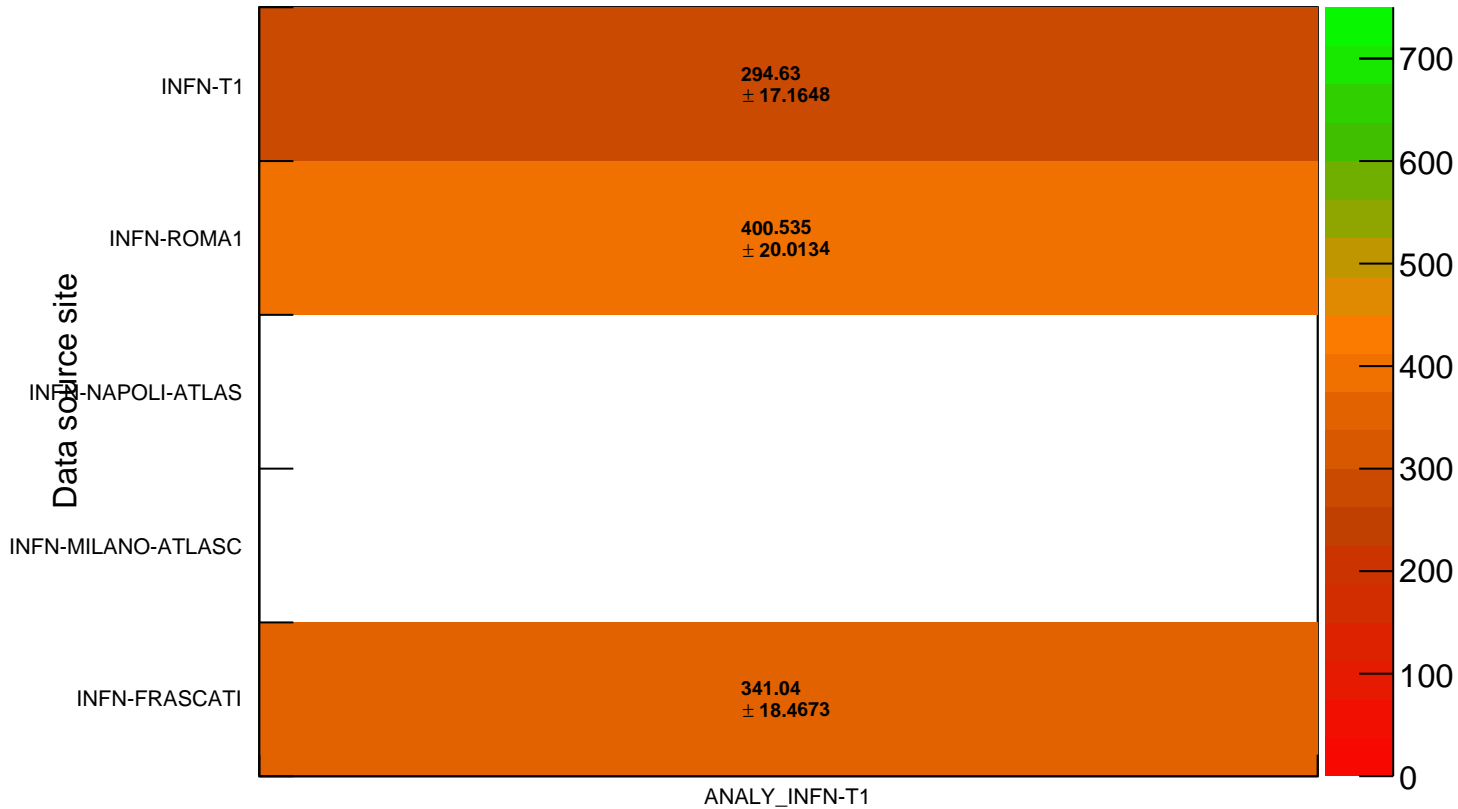 Data source site
INFN-T1
INFN-ROMA1
INFN-NAPOLI-ATLAS
INFN-MILANO-ATLASC
INFN-FRASCATI
294.63
± 17.1648
400.535
± 20.0134
341.04
± 18.4673
ANALY_INFN-T1
700
600
500
400
300
200
100
0